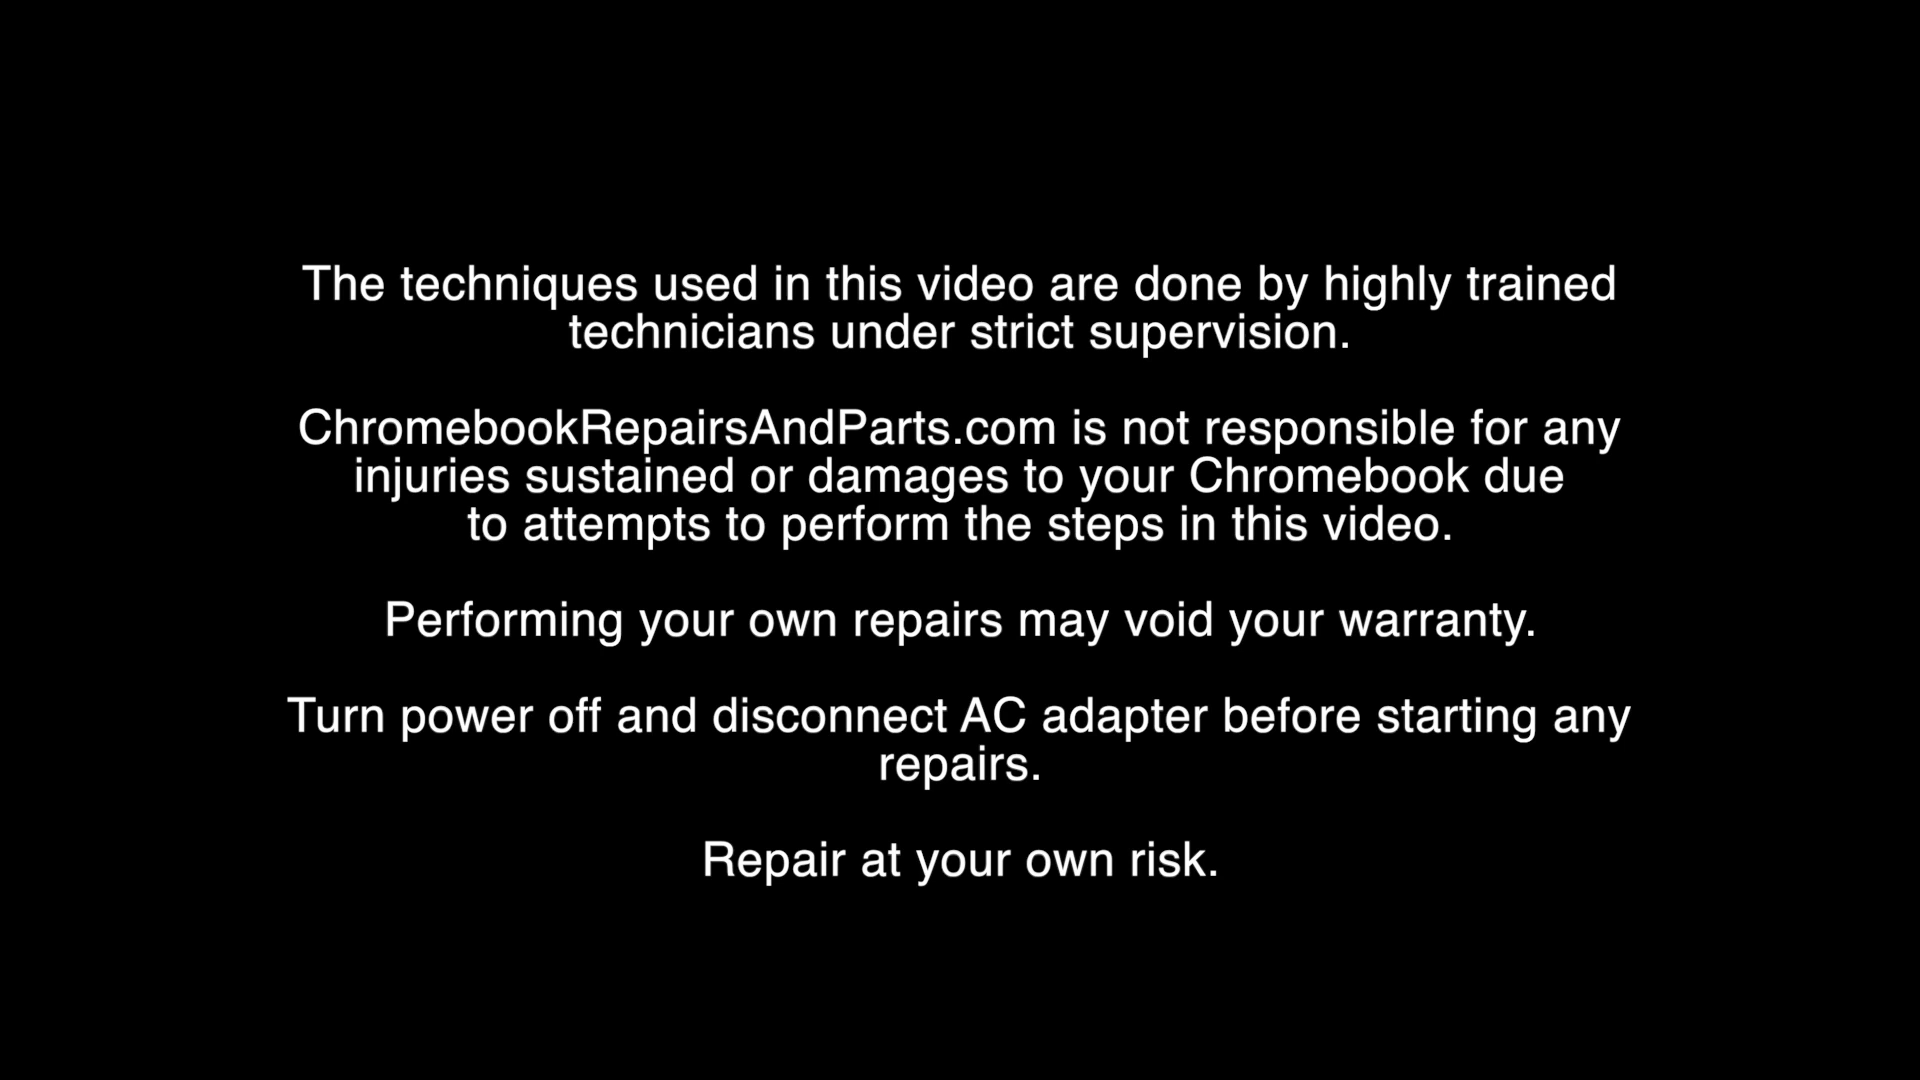 The techniques used in this video are done by highly trained
technicians under strict supervision.
ChromebookRepairsAndParts.com is not responsible for any
injuries sustained or damages to your Chromebook due
to attempts to perform the steps in this video.
Performing your own repairs may void your warranty.
Turn power off and disconnect AC adapter before starting any
repairs.
Repair at your own risk.